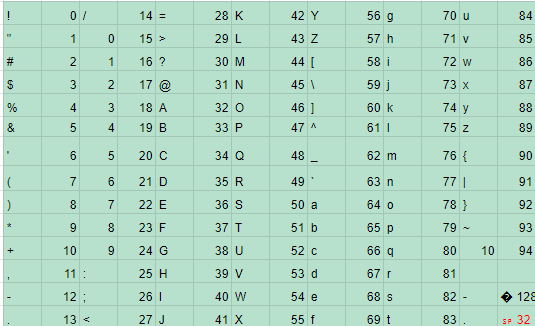 ! 0 / 14 = 28 K 42 Y 56 g 70 u 84
" 1 0 15 > 29 L 43 Z 57 h 71 v 85
# 2 1 16 ? 30 M 44 [ 58 i 72 w 86
$ 3 2 17 @ 31 N 45 \ 59 j 73 x 87
% 4 3 18 A 32 O 46 ] 60 k 74 y 88
& 5 4 19 B 33 P 47 ^ 61 l 75 z 89
' 6 5 20 C 34 Q 48 _ 62 m 76 { 90
( 7 6 21 D 35 R 49 ` 63 n 77 | 91
) 8 7 22 E 36 S 50 a 64 o 78 } 92
* 9 8 23 F 37 T 51 b 65 p 79 ~ 93
+ 10 9 24 G 38 U 52 c 66 q 80 10 94
, 11 : 25 H 39 V 53 d 67 r 81
- 12 ; 26 I 40 W 54 e 68 s 82 - � 128
. 13 < 27 J 41 X 55 f 69 t 83 . SP 32